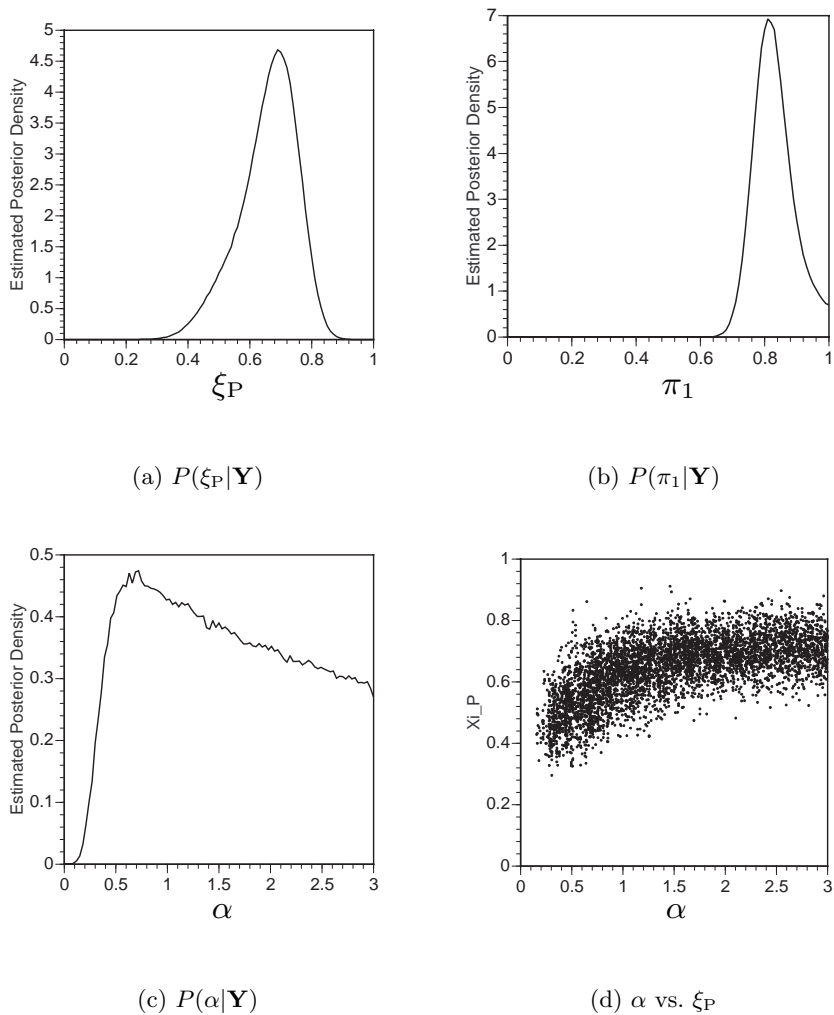 Estimated Posterior Density
5
4.5
4
3.5
3
2.5
2
1.5
1
0.5
0
0 0.2 0.4 0.6 0.8 1
ξP
(a) P(ξP|Y)
Estimated Posterior Density
7
6
5
4
3
2
1
0
0 0.2 0.4 0.6 0.8 1
π1
(b) P(π1|Y)
Estimated Posterior Density
0.5
0.4
0.3
0.2
0.1
0
0 0.5 1 1.5 2 2.5 3
α
(c) P(α|Y)
Xi_P
1
0.8
0.6
0.4
0.2
0
0 0.5 1 1.5 2 2.5 3
α
(d) α vs. ξP